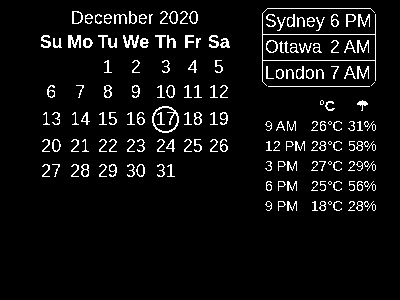 December 2020
Su Mo Tu We Th Fr Sa
1 2 3 4 5
6 7 8 9 10 11 12
13 14 15 16 17 18 19
20 21 22 23 24 25 26
27 28 29 30 31
Sydney 6 PM
Ottawa 2 AM
London 7 AM
°C ☂
9 AM 26°C 31%
12 PM 28°C 58%
3 PM 27°C 29%
6 PM 25°C 56%
9 PM 18°C 28%